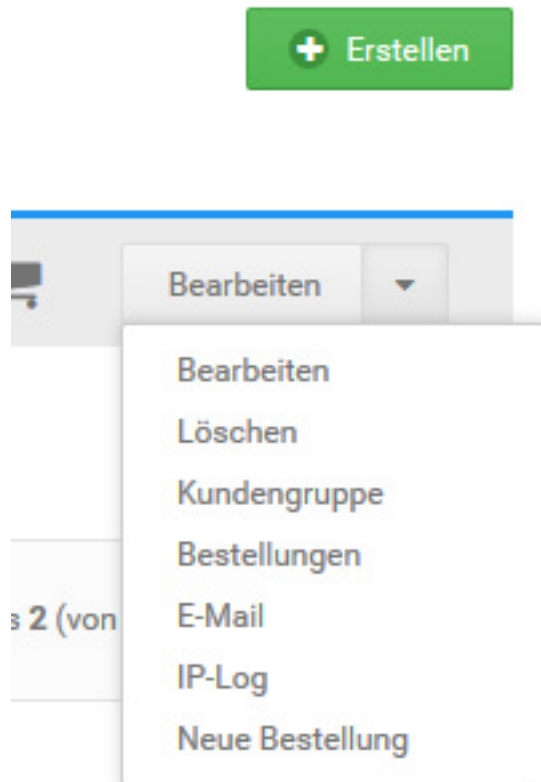 Erstellen
Bearbeiten
Bearbeiten
Löschen
Kundengruppe
Bestellungen
s 2 (von
E-Mail
IP-Log
Neue Bestellung